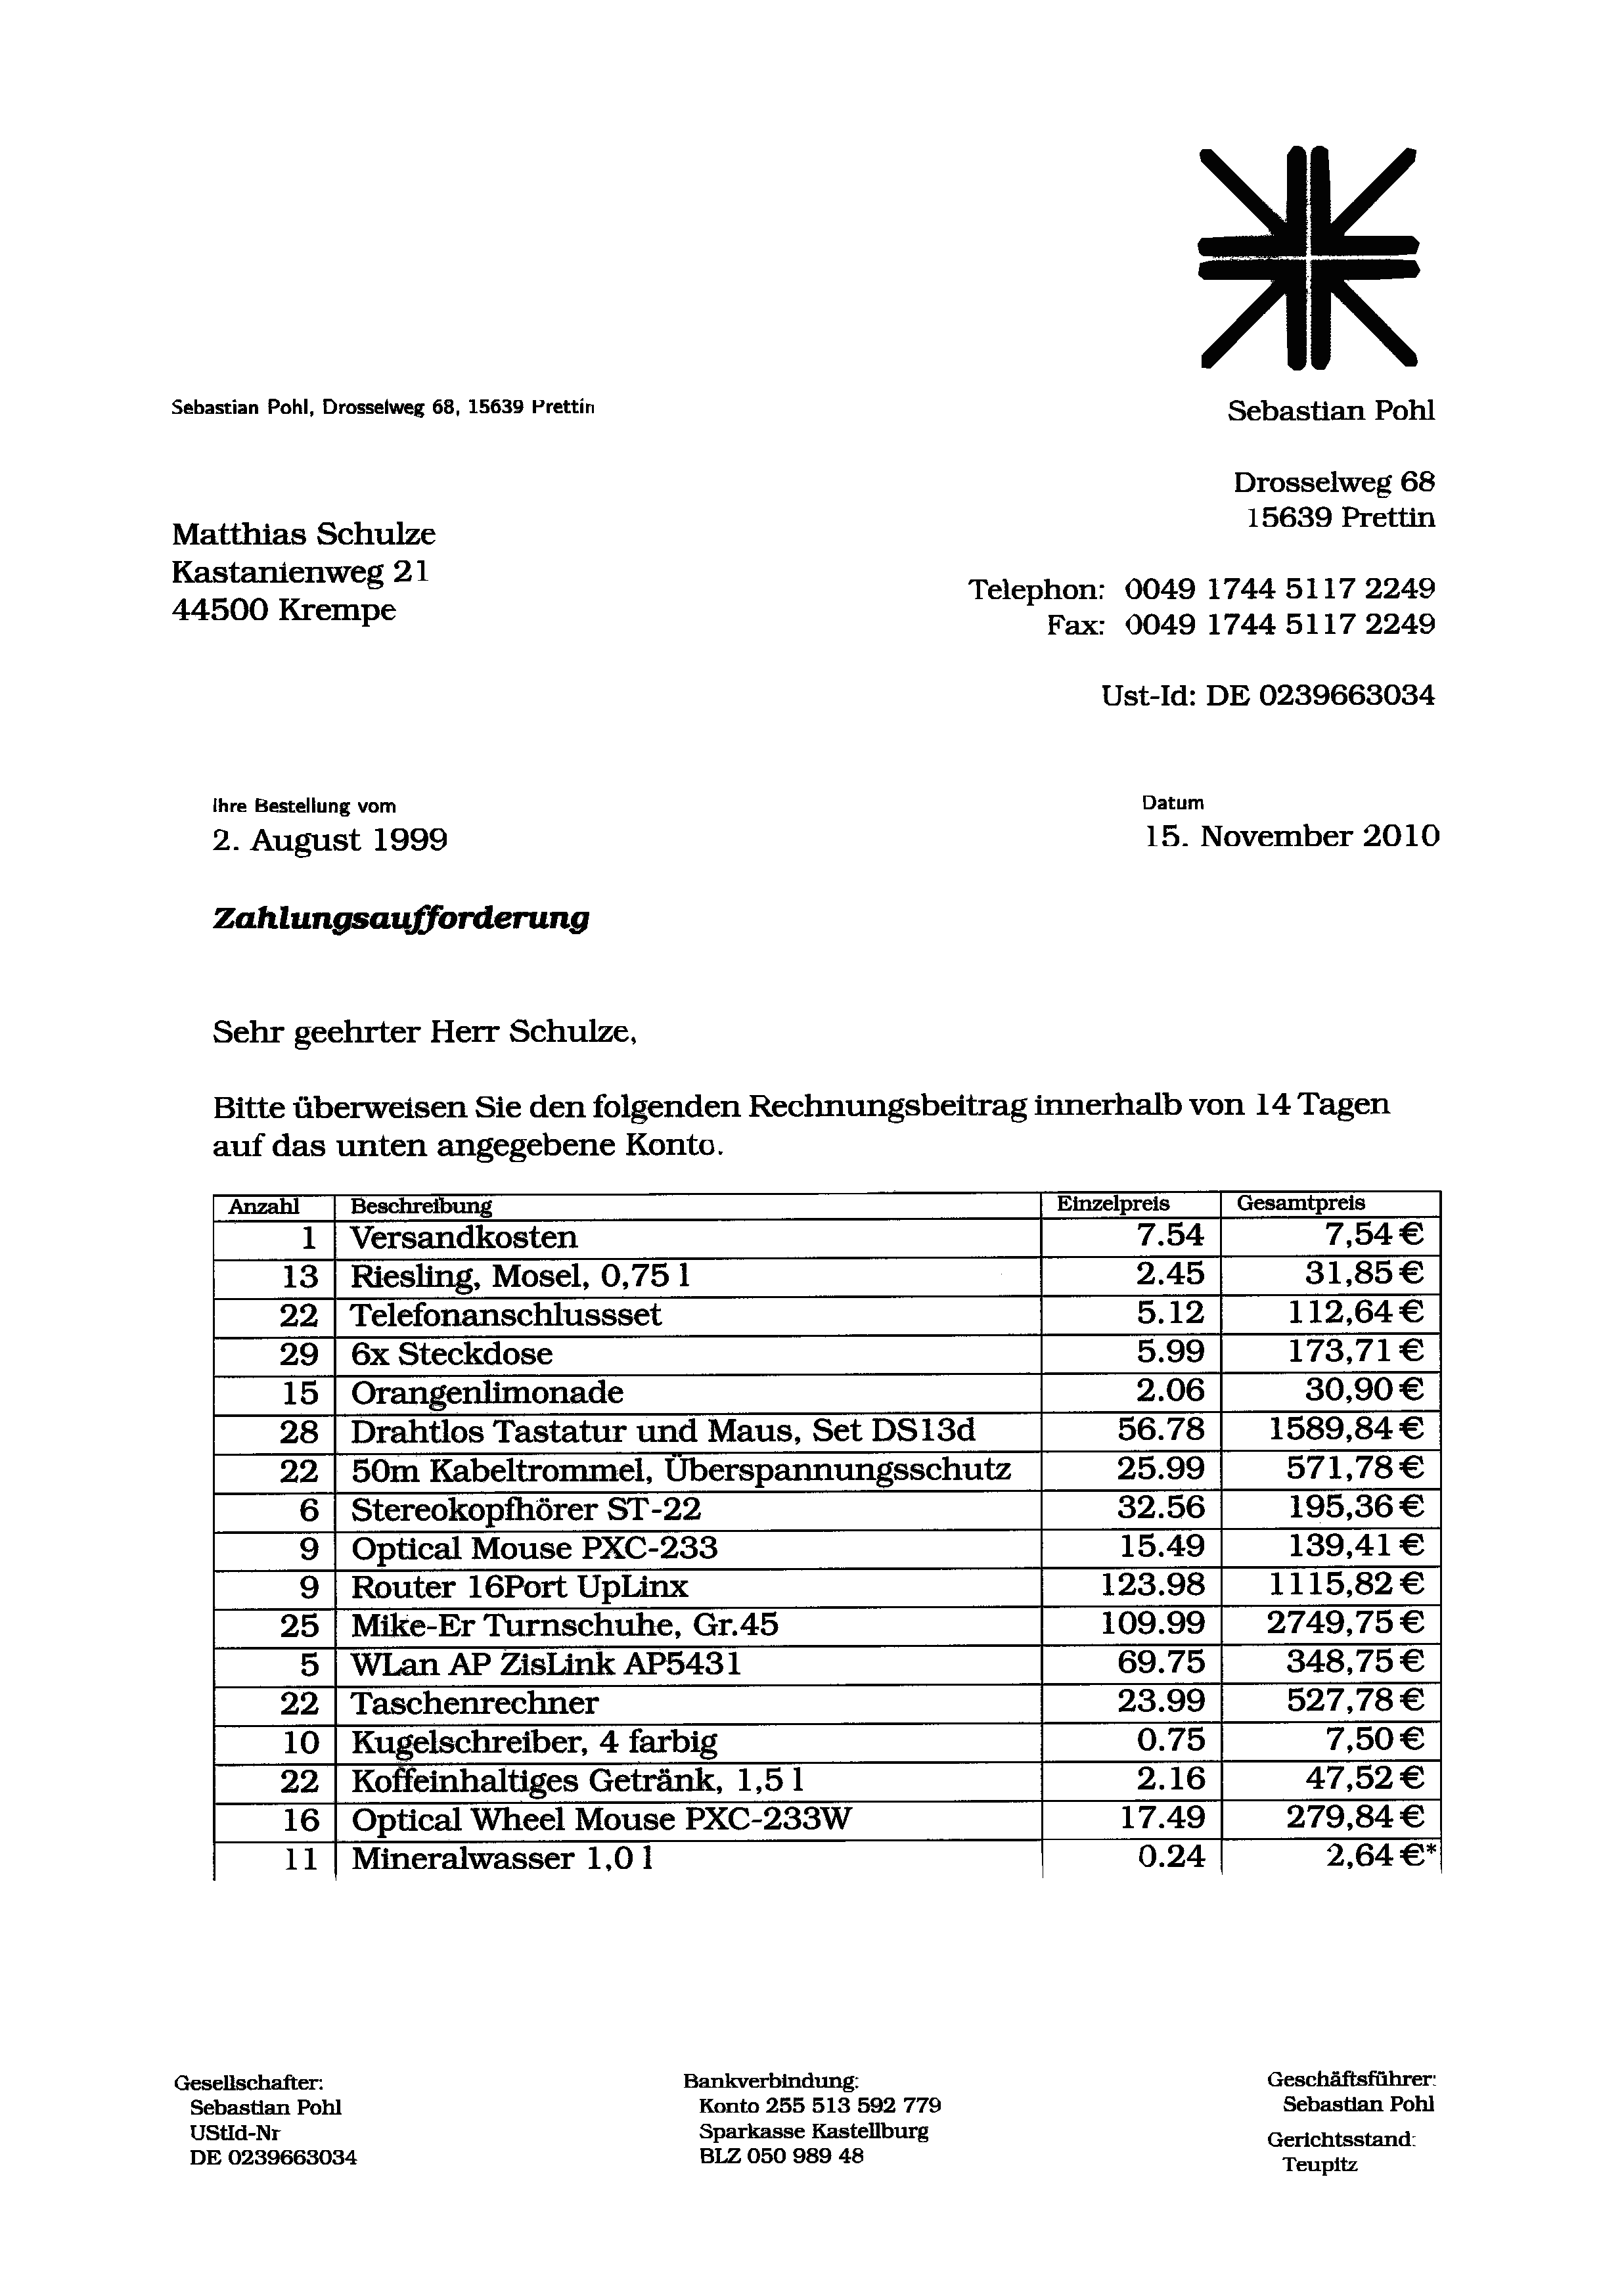 Sebastian Pohl, Drosselweg 68, 15639 Prettin
Sebastian Pohl
Drosselweg 68
15639 Prettin
Matthias Schulze
Kastanienweg 21
44500 Krempe
Telephon: 0049 1744 5117 2249
Fax: 0049 1744 5117 2249
Ust-Id: DE 0239663034
Ihre Bestellung vom
2. August 1999
Datum
15. November 2010
Zahlungsaufforderung
Sehr geehrter Herr Schulze,
Bitte überweisen Sie den folgenden Rechnungsbeitrag innerhalb von 14 Tagen
auf das unten angegebene Konto.
Anzahl Beschreibung Einzelpreis Gesamtpreis
1 Versandkosten 7.54 7,54 €
13 Riesling, Mosel, 0,75 l 2.45 31,85 €
22 Telefonanschlussset 5.12 112,64 €
29 6x Steckdose 5.99 173,71 €
15 Orangenlimonade 2.06 30,90 €
28 Drahtlos Tastatur und Maus, Set DS13d 56.78 1589,84 €
22 50m Kabeltrommel, Überspannungsschutz 25.99 571,78 €
6 Stereokopfhörer ST-22 32.56 195,36 €
9 Optical Mouse PXC-233 15.49 139,41 €
9 Router 16Port UpLinx 123.98 1115,82 €
25 Mike-Er Turnschuhe, Gr.45 109.99 2749,75 €
5 WLan AP ZisLink AP5431 69.75 348,75 €
22 Taschenrechner 23.99 527,78 €
10 Kugelschreiber, 4 farbig 0.75 7,50 €
22 Koffeinhaltiges Getränk, 1,5 l 2.16 47,52 €
16 Optical Wheel Mouse PXC-233W 17.49 279,84 €
11 Mineralwasser 1,0 l 0.24 2,64 €*
Gesellschafter:
Sebastian Pohl
UStId-Nr
DE 0239663034
Bankverbindung:
Konto 255 513 592 779
Sparkasse Kastellburg
BLZ 050 989 48
Geschäftsführer:
Sebastian Pohl
Gerichtsstand:
Teupitz